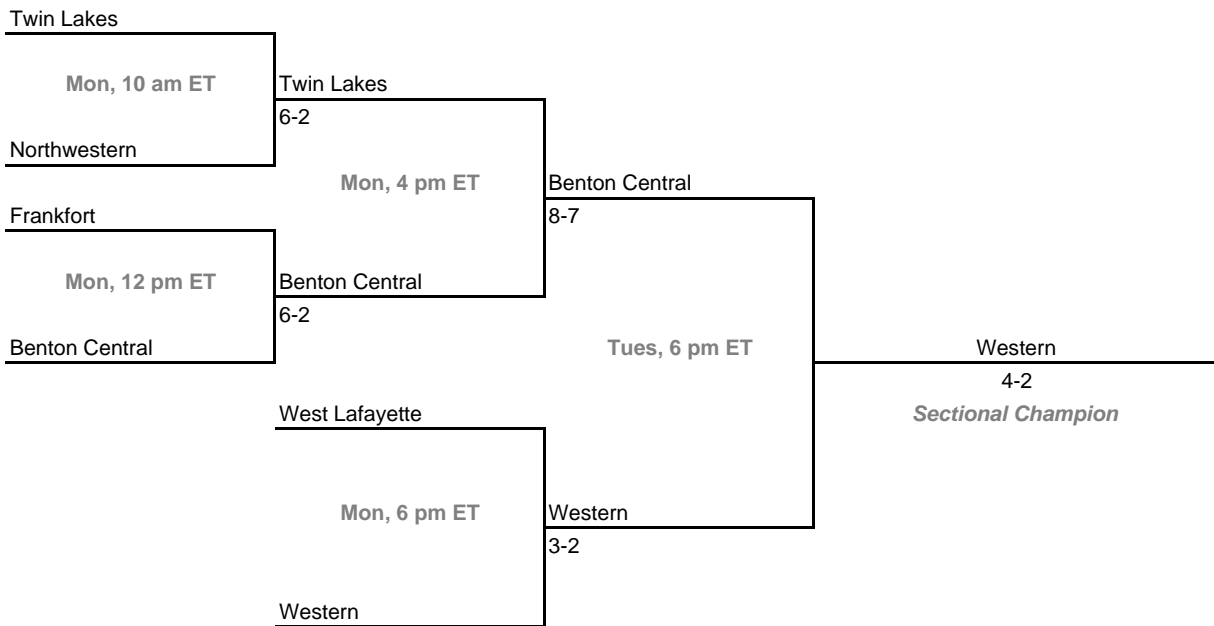 Twin Lakes
Mon, 10 am ET
Twin Lakes
6-2
Northwestern
Mon, 4 pm ET
Benton Central
8-7
Frankfort
Mon, 12 pm ET
Benton Central
6-2
Benton Central
Tues, 6 pm ET
Western
4-2
Sectional Champion
West Lafayette
Mon, 6 pm ET
Western
3-2
Western